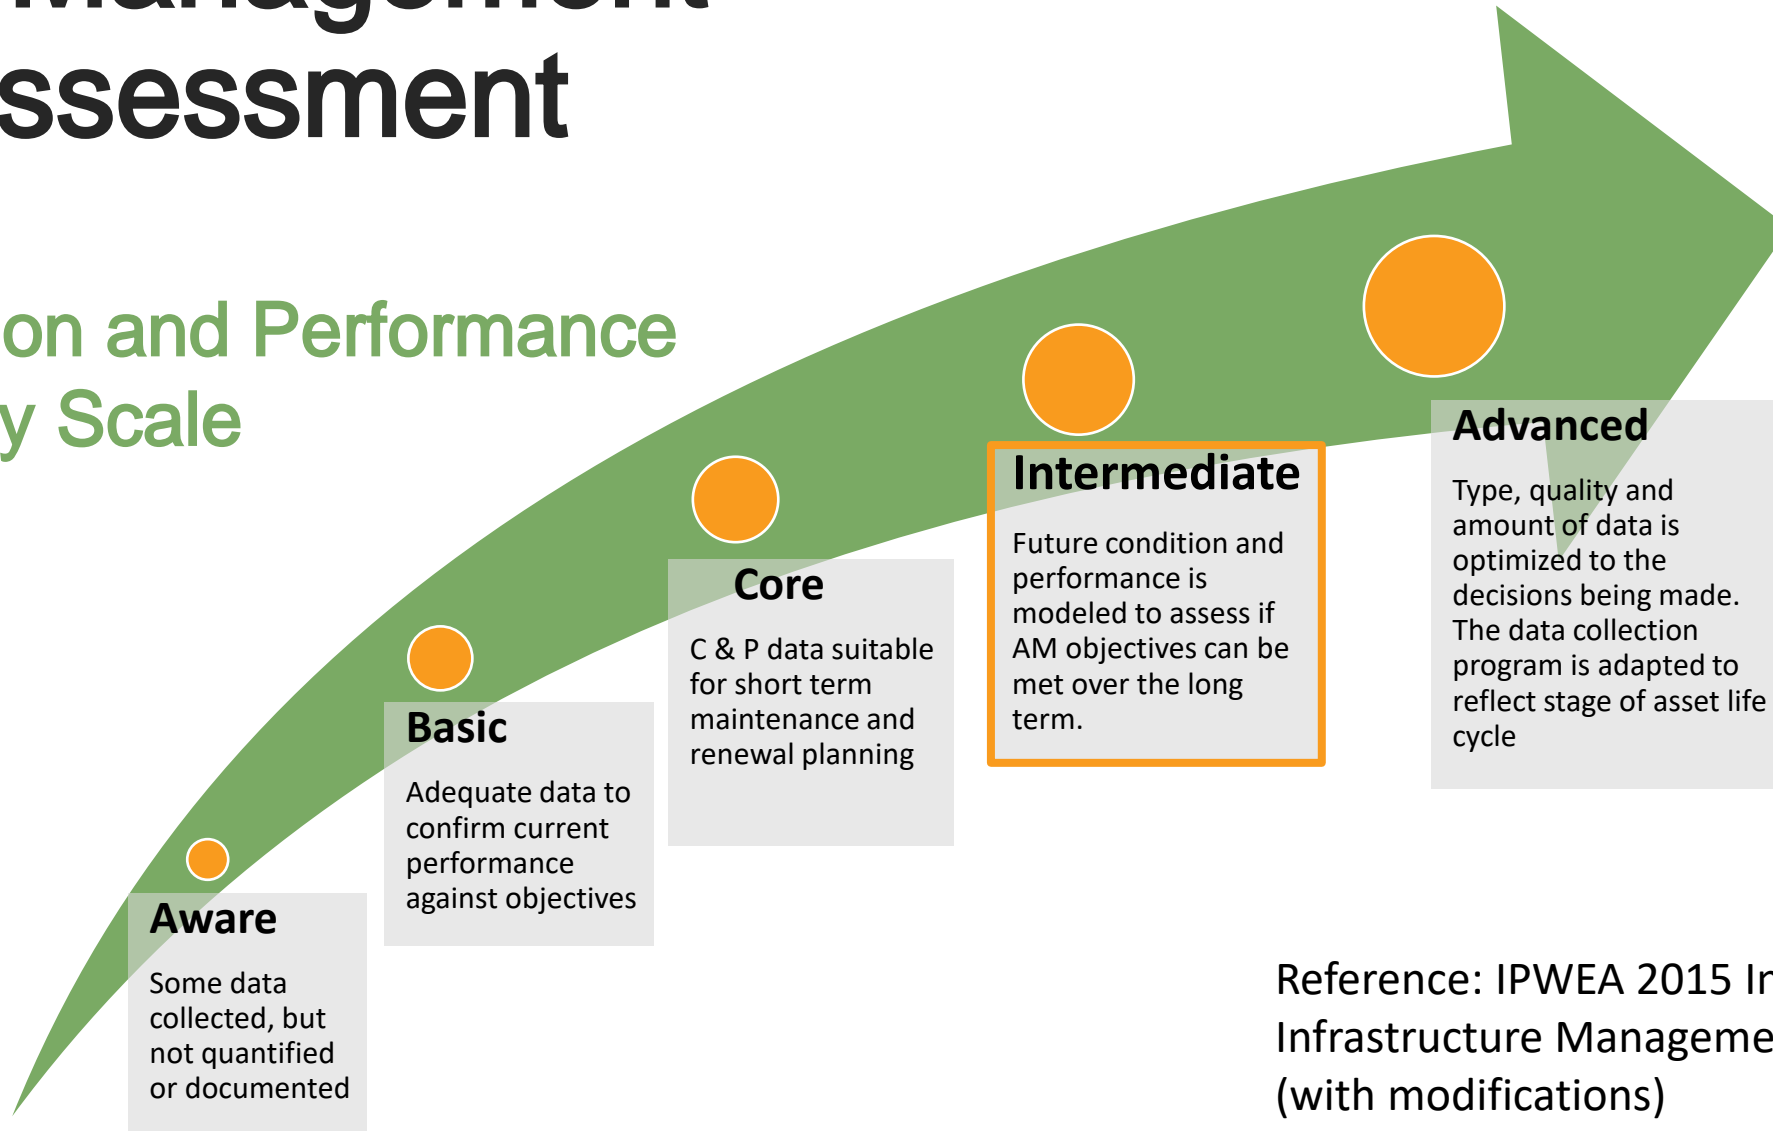 Management
ssessment
on and Performance
y Scale
Advanced
Type, quality and
amount of data is
optimized to the
decisions being made.
The data collection
program is adapted to
reflect stage of asset life
cycle
Intermediate
Future condition and
performance is
modeled to assess if
AM objectives can be
met over the long
term.
Core
C & P data suitable
for short term
maintenance and
renewal planning
Basic
Adequate data to
confirm current
performance
against objectives
Aware
Some data
collected, but
not quantified
or documented
Reference: IPWEA 2015 In
Infrastructure Manageme
(with modifications)